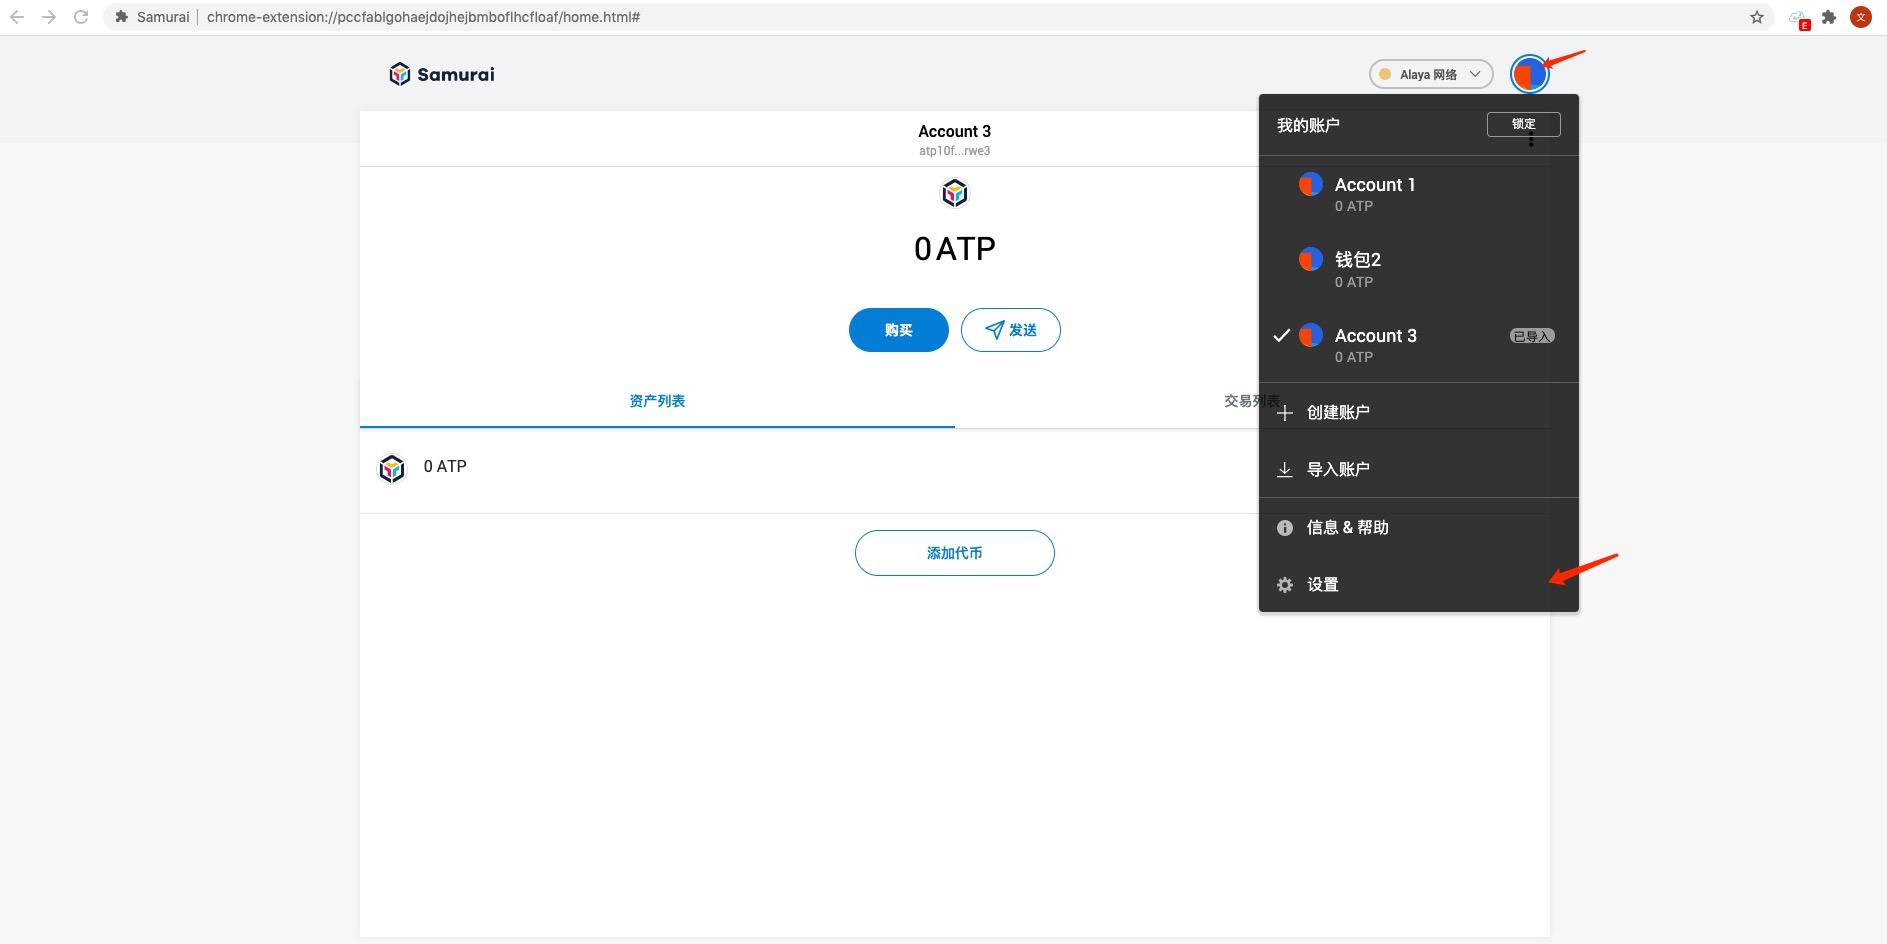 Samurai
chrome-extension://pccfablgohaejdojhejbmboflhcfloaf/home.html#
E
文
Samurai
Alaya 网络
Account 3
atp10f...rwe3
0 ATP
购买
发送
资产列表
交易列表
0 ATP
添加代币
我的账户
锁定
Account 1
0 ATP
钱包2
0 ATP
Account 3
已导入
0 ATP
创建账户
导入账户
信息 & 帮助
设置